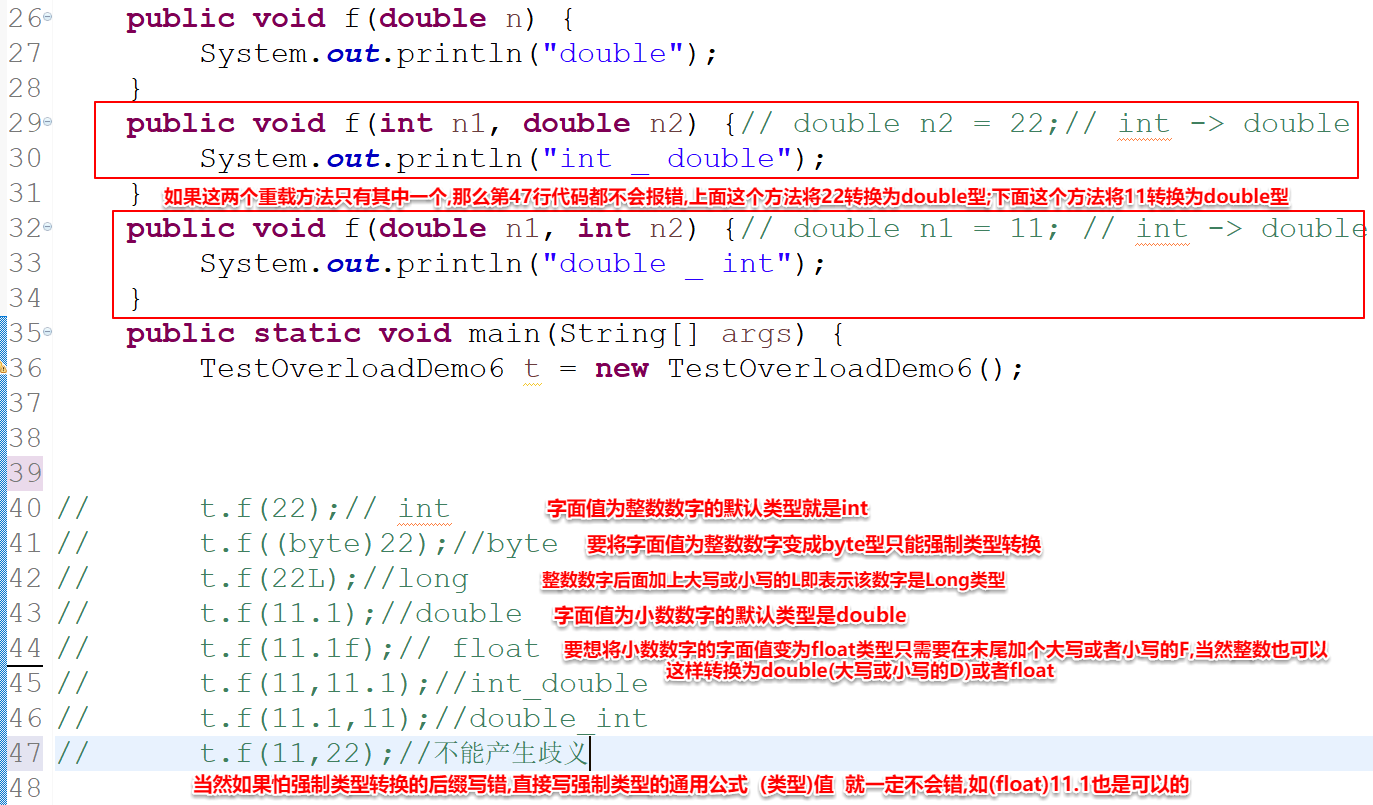 26 public void f(double n) {
27 System.out.println("double");
28 }
29 public void f(int n1, double n2) {// double n2 = 22;// int -> double
30 System.out.println("int _ double");
31 } 如果这两个重载方法只有其中一个,那么第47行代码都不会报错,上面这个方法将22转换为double型;下面这个方法将11转换为double型
32 public void f(double n1, int n2) {// double n1 = 11; // int -> double
33 System.out.println("double _ int");
34 }
35 public static void main(String[] args) {
36 TestOverloadDemo6 t = new TestOverloadDemo6();
37
38
39
40 // t.f(22);// int 字面值为整数数字的默认类型就是int
41 // t.f((byte)22);//byte 要将字面值为整数数字变成byte型只能强制类型转换
42 // t.f(22L);//long 整数数字后面加上大写或小写的L即表示该数字是Long类型
43 // t.f(11.1);//double 字面值为小数数字的默认类型是double
44 // t.f(11.1f);// float 要想将小数数字的字面值变为float类型只需要在末尾加个大写或者小写的F,当然整数也可以
这样转换为double(大写或小写的D)或者float
45 // t.f(11,11.1);//int_double
46 // t.f(11.1,11);//double_int
47 // t.f(11,22);//不能产生歧义
48 当然如果怕强制类型转换的后缀写错,直接写强制类型的通用公式 (类型)值 就一定不会错,如(float)11.1也是可以的